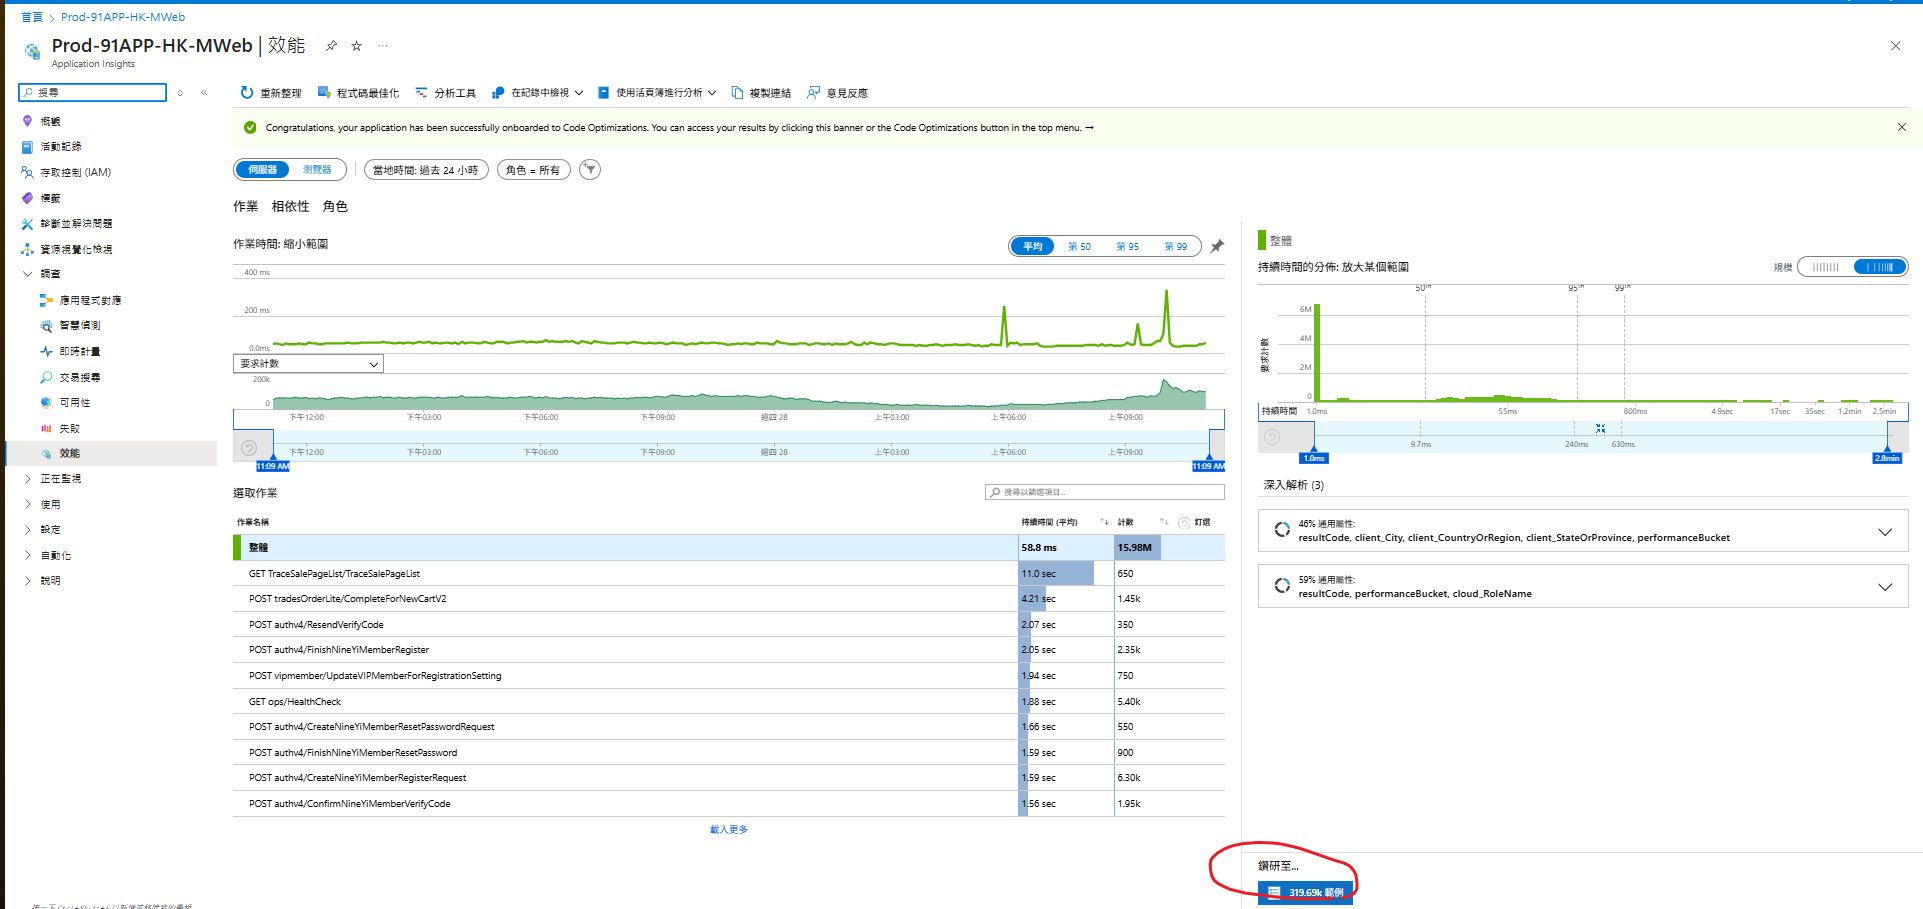 首頁 > Prod-91APP-HK-MWeb
Prod-91APP-HK-MWeb | 效能
Application Insights
搜尋
概觀
活動記錄
存取控制 (IAM)
標籤
診斷並解決問題
資源視覺化檢視
調查
應用程式對應
智慧偵測
即時計量
交易搜尋
可用性
失敗
效能
正在監視
使用
設定
自動化
說明
重新整理 程式碼最佳化 分析工具 在記錄中檢視 使用活頁簿進行分析 複製連結 意見反應
Congratulations, your application has been successfully onboarded to Code Optimizations. You can access your results by clicking this banner or the Code Optimizations button in the top menu. →
伺服器 瀏覽器 當地時間: 過去 24 小時 角色 = 所有
作業 相依性 角色
作業時間: 縮小範圍
平均 第 50 第 95 第 99
400 ms
200 ms
0.0ms
要求計數
200k
0
下午12:00 下午03:00 下午06:00 下午09:00 週四 28 上午03:00 上午06:00 上午09:00
下午12:00 下午03:00 下午06:00 下午09:00 週四 28 上午03:00 上午06:00 上午09:00
11:09 AM 11:09 AM
選取作業
搜尋以篩選項目...
作業名稱 持續時間 (平均) 計數 釘選
整體 58.8 ms 15.98M
GET TraceSalePageList/TraceSalePageList 11.0 sec 650
POST tradesOrderLite/CompleteForNewCartV2 4.21 sec 1.45k
POST authv4/ResendVerifyCode 2.07 sec 350
POST authv4/FinishNineYiMemberRegister 2.05 sec 2.35k
POST vipmember/UpdateVIPMemberForRegistrationSetting 1.94 sec 750
GET ops/HealthCheck 1.88 sec 5.40k
POST authv4/CreateNineYiMemberResetPasswordRequest 1.66 sec 550
POST authv4/FinishNineYiMemberResetPassword 1.59 sec 900
POST authv4/CreateNineYiMemberRegisterRequest 1.59 sec 6.30k
POST authv4/ConfirmNineYiMemberVerifyCode 1.56 sec 1.95k
載入更多
整體
持續時間的分佈: 放大某個範圍
規模
50ᵗʰ 95ᵗʰ 99ᵗʰ
要求計數
6M
4M
2M
0
持續時間 1.0ms 55ms 800ms 4.9sec 17sec 35sec 1.2min 2.5min
9.7ms 240ms 630ms
1.0ms 2.8min
深入解析 (3)
46% 通用屬性:
resultCode, client_City, client_CountryOrRegion, client_StateOrProvince, performanceBucket
59% 通用屬性:
resultCode, performanceBucket, cloud_RoleName
鑽研至...
319.69k 範例